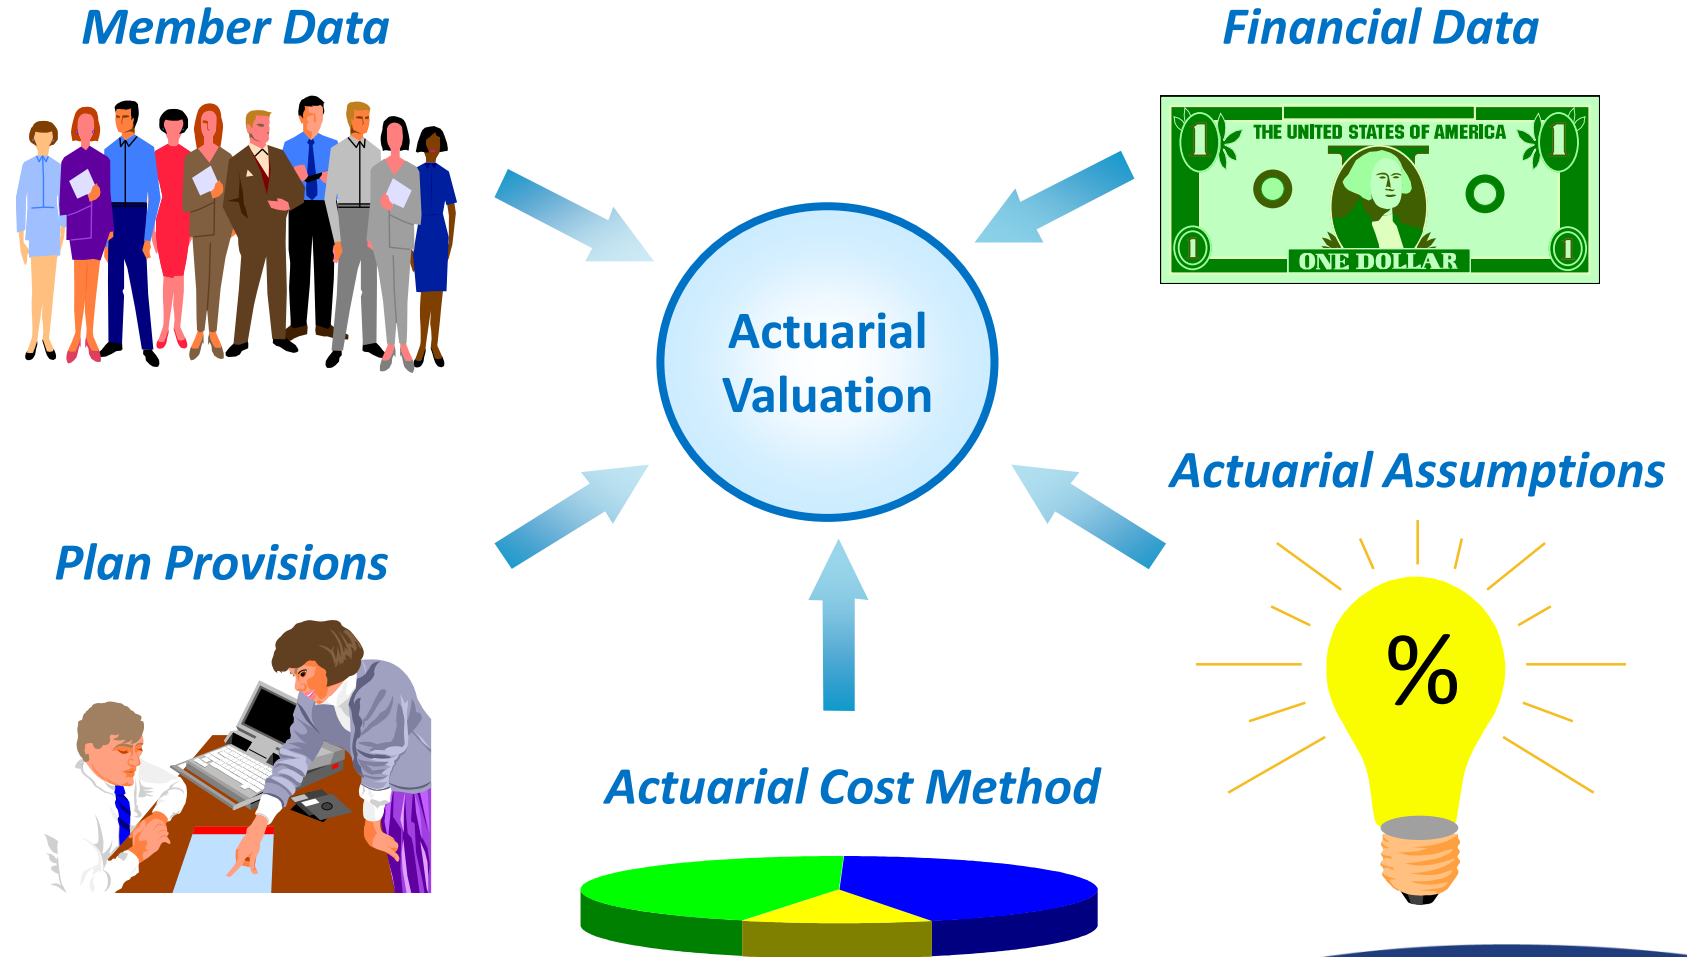 Member Data
Financial Data
1
THE UNITED STATES OF AMERICA
1
1
ONE DOLLAR
1
Actuarial
Valuation
Actuarial Assumptions
Plan Provisions
%
Actuarial Cost Method